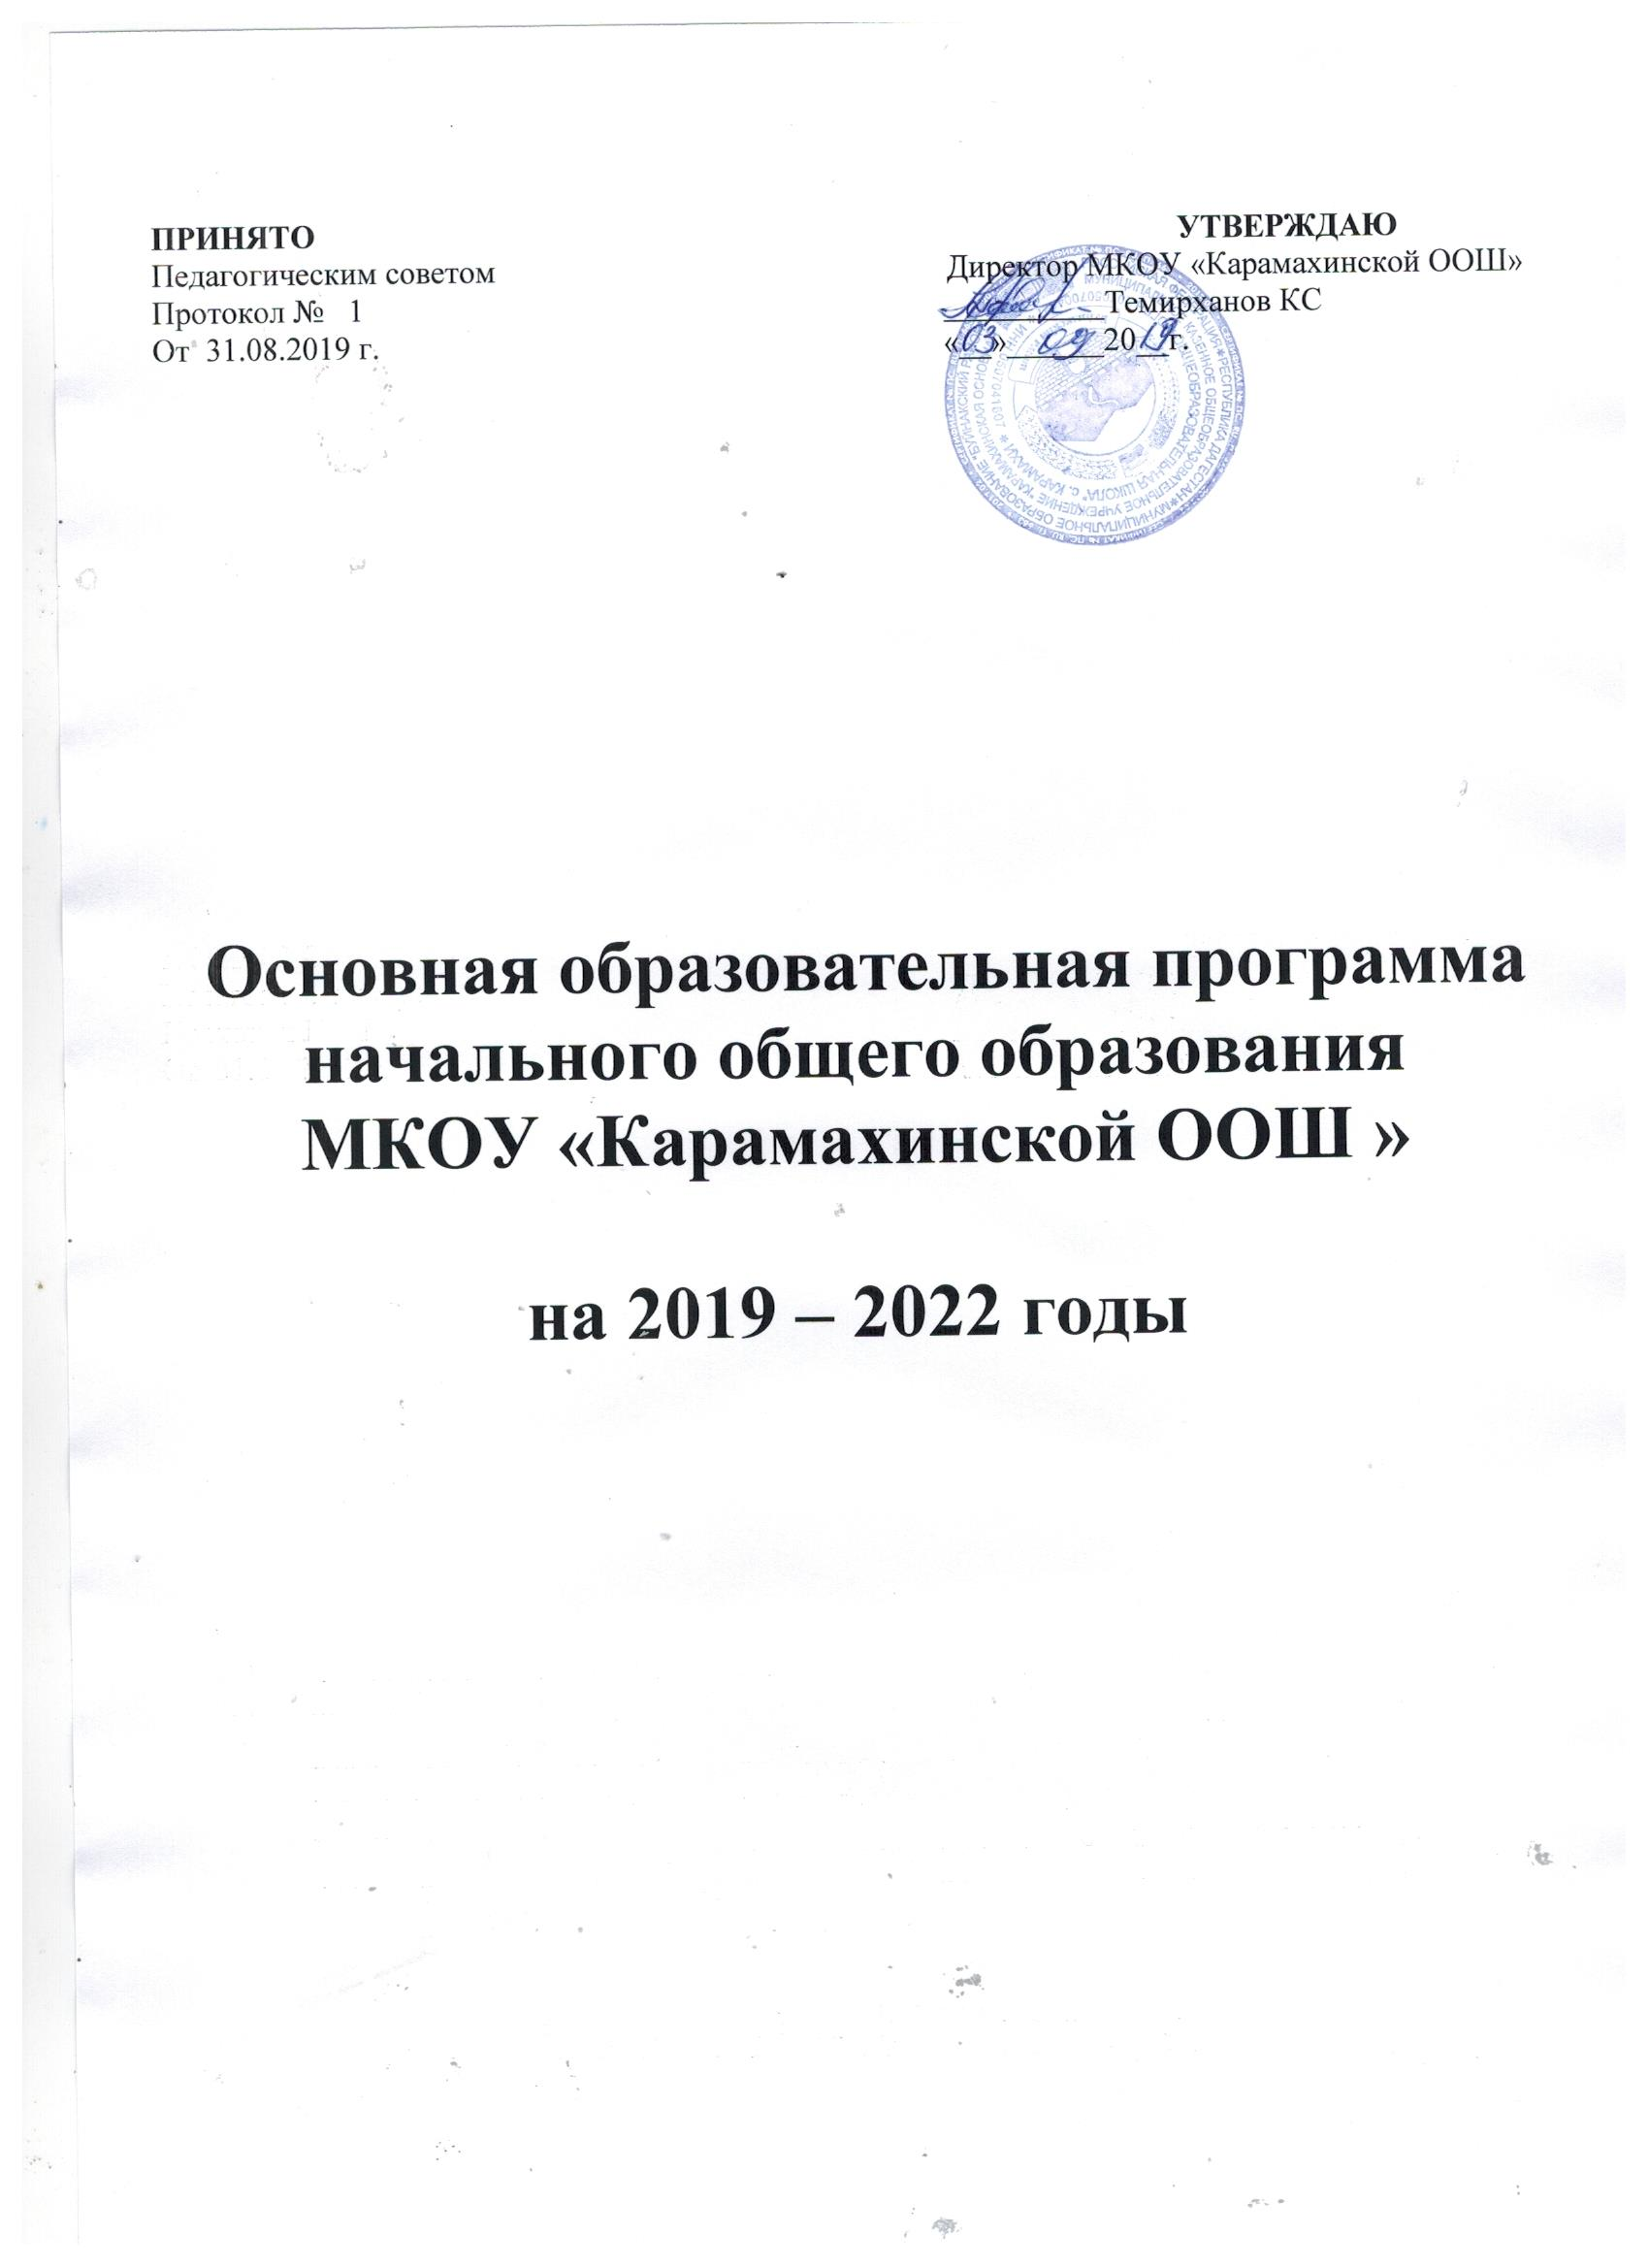 ПРИНЯТО
Педагогическим советом
Протокол № 1
От 31.08.2019 г.
УТВЕРЖДАЮ
Директор МКОУ «Карамахинской ООШ»
Темирханов КС
«03» 09 2019 г.
Основная образовательная программа
начального общего образования
МКОУ «Карамахинской ООШ »
на 2019 – 2022 годы